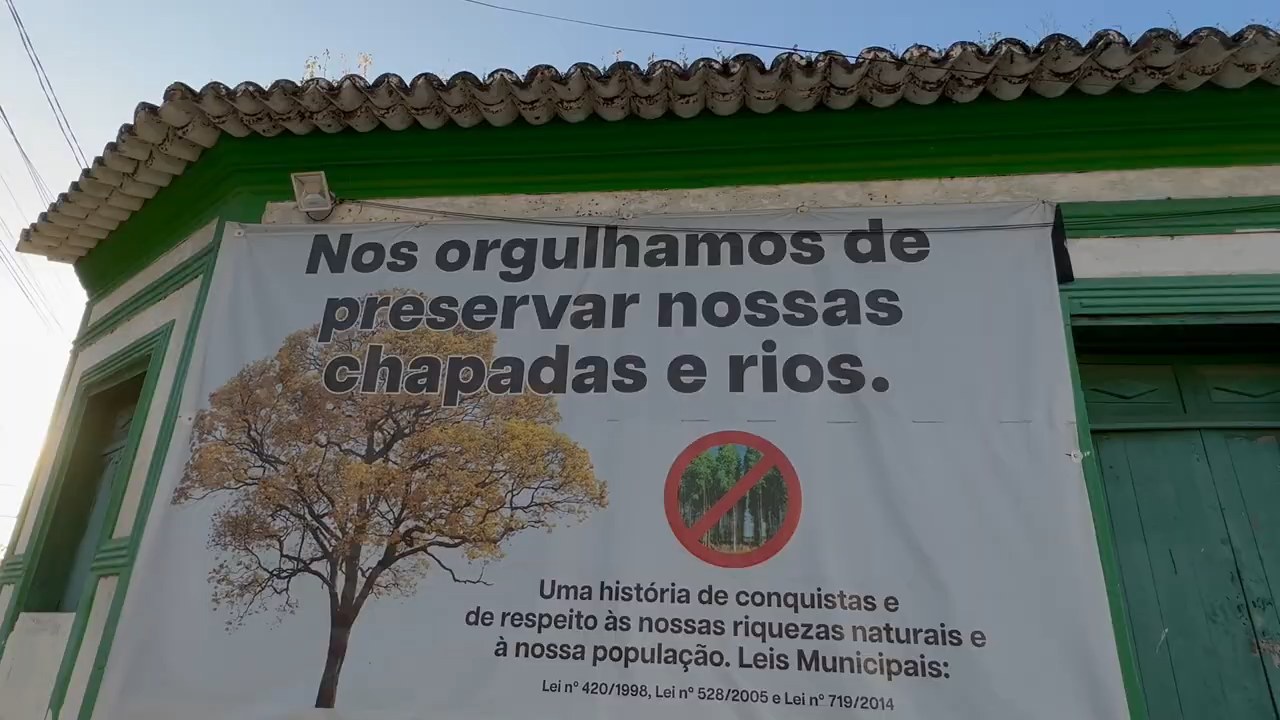 Nos orgulhamos de
preservar nossas
chapadas e rios.
Uma história de conquistas e
de respeito às nossas riquezas naturais e
à nossa população. Leis Municipais:
Lei nº 420/1998, Lei nº 528/2005 e Lei nº 719/2014